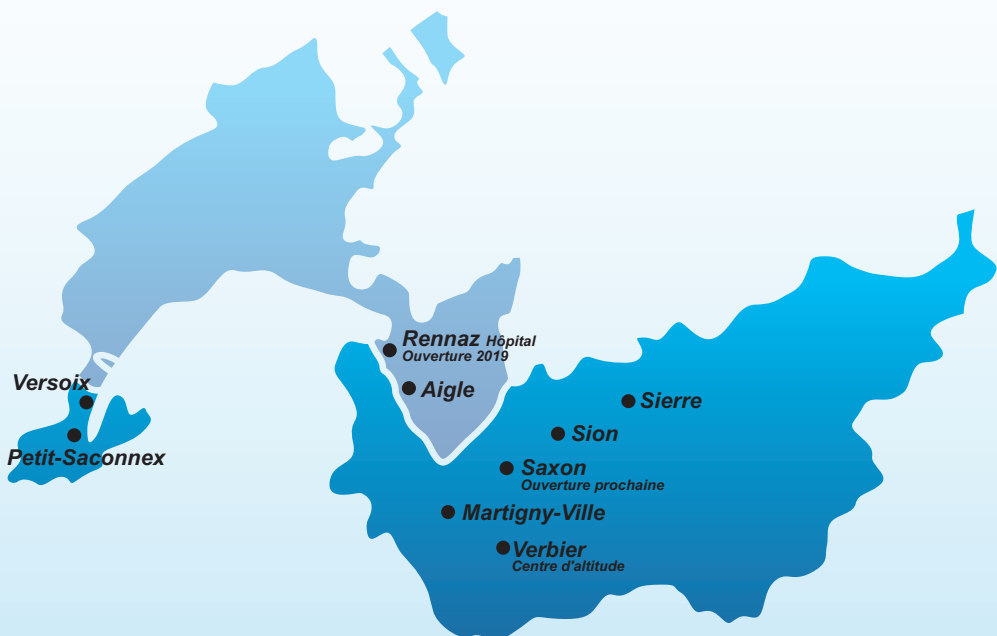 Rennaz Hôpital
Ouverture 2019
Versoix
Aigle
Sierre
Sion
Petit-Saconnex
Saxon
Ouverture prochaine
Martigny-Ville
Verbier
Centre d'altitude